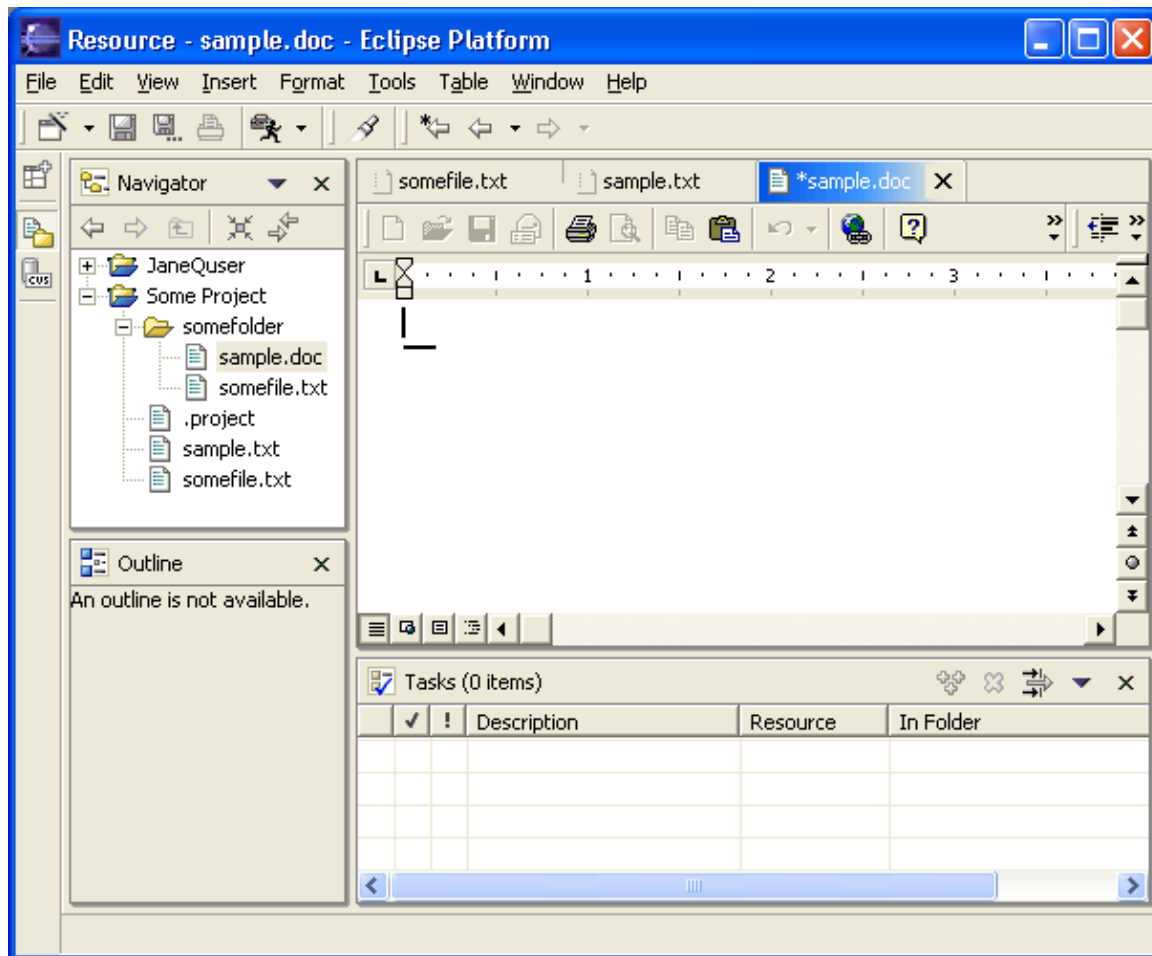 Resource - sample.doc - Eclipse Platform
File Edit View Insert Format Tools Table Window Help
Navigator
somefile.txt sample.txt *sample.doc
JaneQuser
Some Project
somefolder
sample.doc
somefile.txt
.project
sample.txt
somefile.txt
CVS
1 2 3
Outline
An outline is not available.
Tasks (0 items)
! Description Resource In Folder